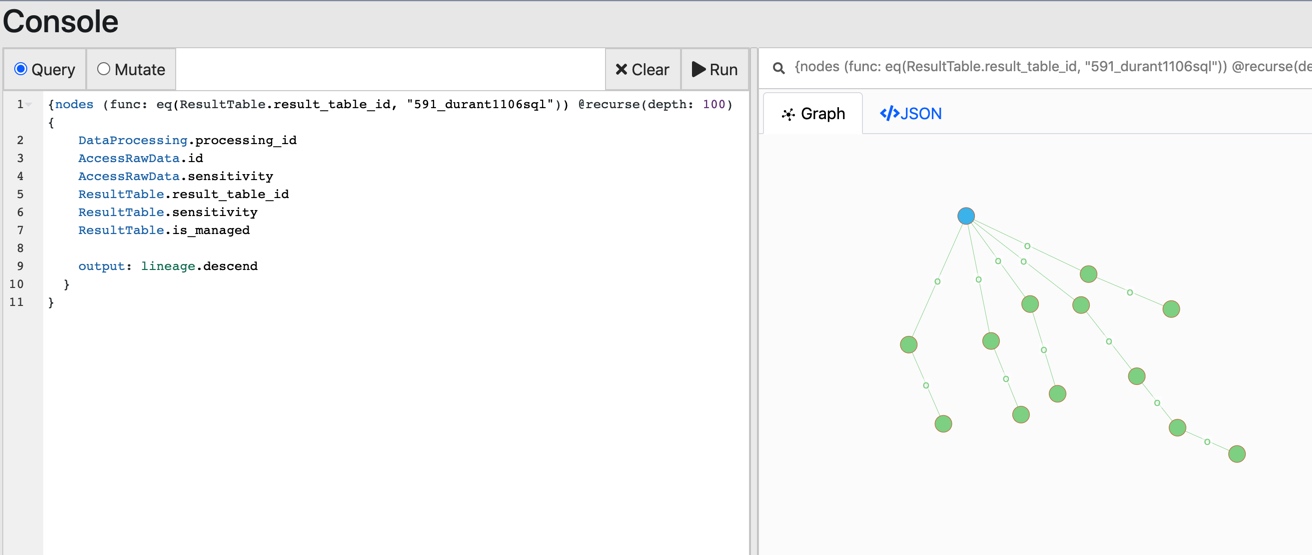 Console
Query Mutate Clear Run
1 {nodes (func: eq(ResultTable.result_table_id, "591_durant1106sql")) @recurse(depth: 100)
{
2 DataProcessing.processing_id
3 AccessRawData.id
4 AccessRawData.sensitivity
5 ResultTable.result_table_id
6 ResultTable.sensitivity
7 ResultTable.is_managed
8
9 output: lineage.descend
10 }
11 }
{nodes (func: eq(ResultTable.result_table_id, "591_durant1106sql")) @recurse(de
Graph </>JSON